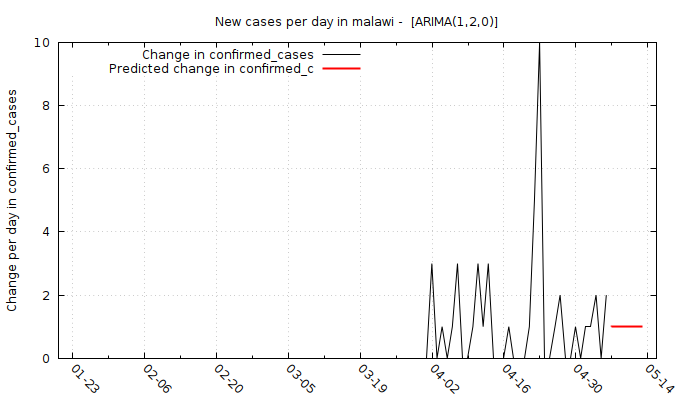 New cases per day in malawi -  [ARIMA(1,2,0)]
Change in confirmed_cases
Predicted change in confirmed_c
Change per day in confirmed_cases
10
8
6
4
2
0
01-23 02-06 02-20 03-05 03-19 04-02 04-16 04-30 05-14